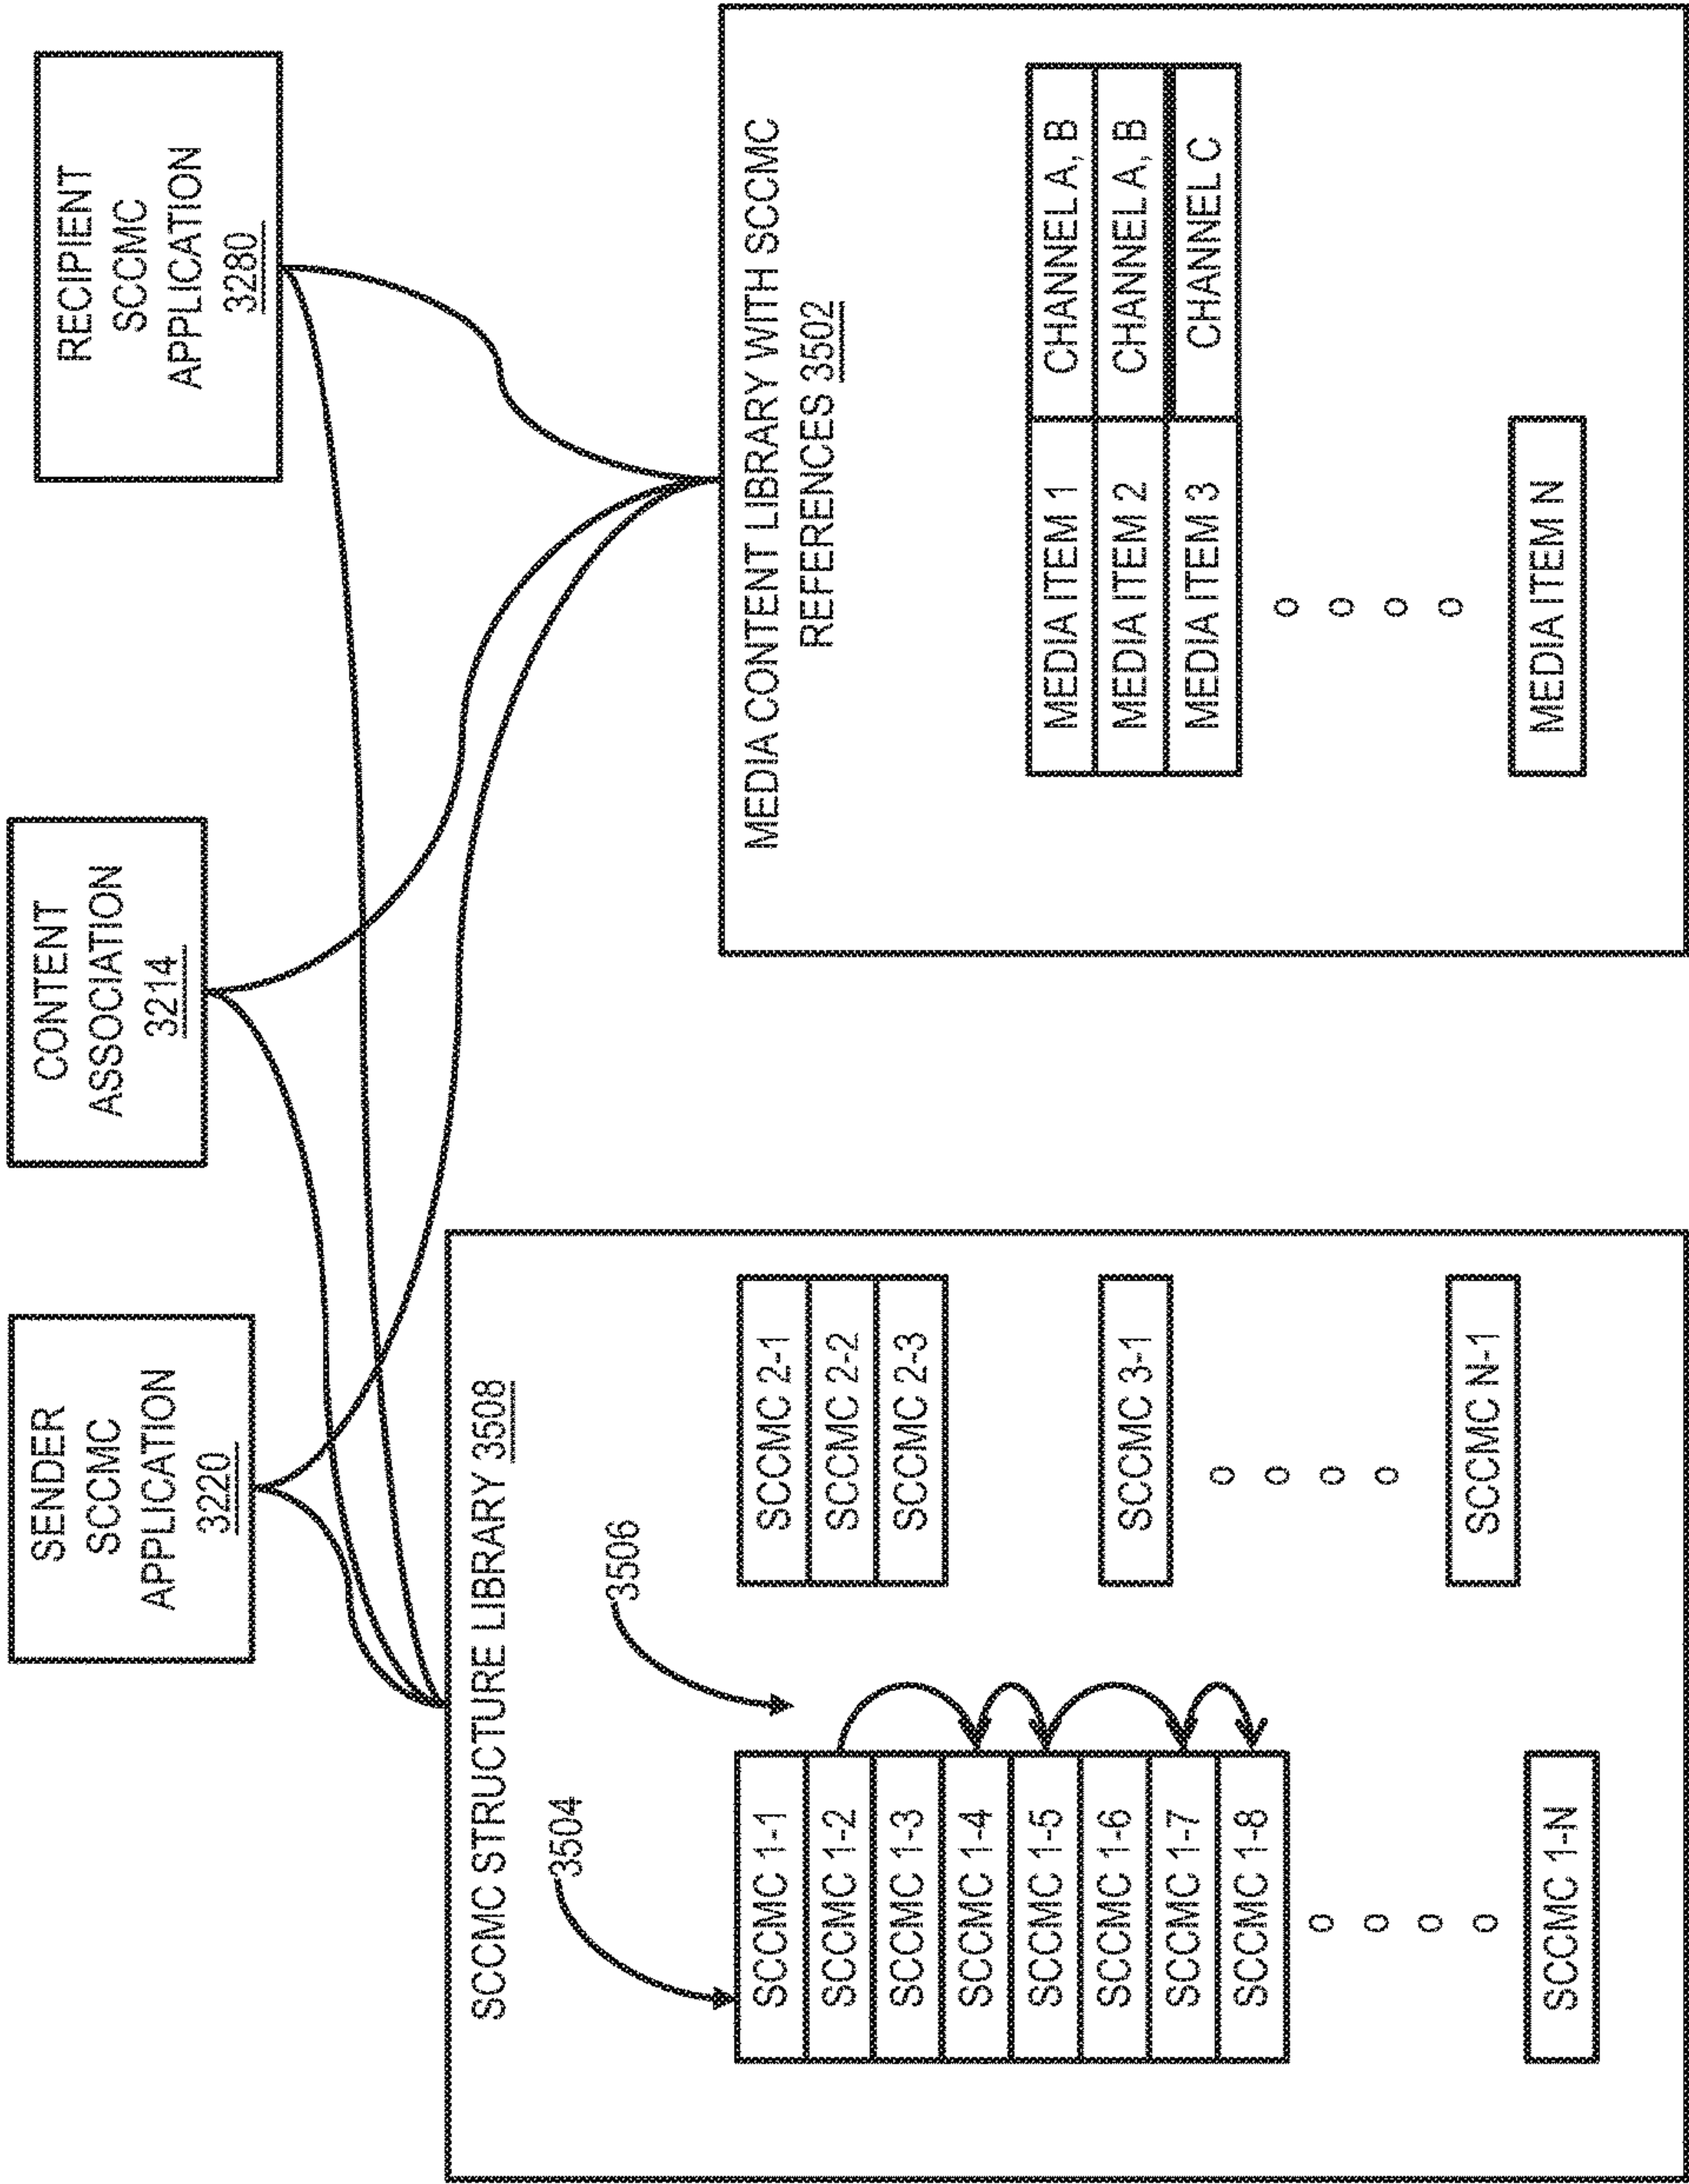 SENDER
SCCMC
APPLICATION
3220
CONTENT
ASSOCIATION
3214
RECIPIENT
SCCMC
APPLICATION
3280
SCCMC STRUCTURE LIBRARY 3508
3504
3506
SCCMC 1-1
SCCMC 1-2
SCCMC 1-3
SCCMC 1-4
SCCMC 1-5
SCCMC 1-6
SCCMC 1-7
SCCMC 1-8
o o o o
SCCMC 1-N
SCCMC 2-1
SCCMC 2-2
SCCMC 2-3
SCCMC 3-1
o o o o
SCCMC N-1
MEDIA CONTENT LIBRARY WITH SCCMC
REFERENCES 3502
MEDIA ITEM 1 CHANNEL A, B
MEDIA ITEM 2 CHANNEL A, B
MEDIA ITEM 3 CHANNEL C
o o o o
MEDIA ITEM N